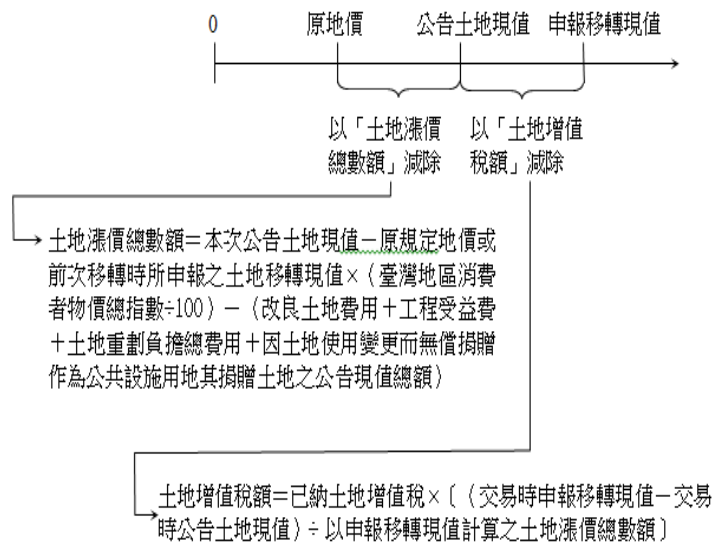 0 原地價 公告土地現值 申報移轉現值
以「土地漲價
總數額」減除
以「土地增值
稅額」減除
土地漲價總數額＝本次公告土地現值－原規定地價或
前次移轉時所申報之土地移轉現值×（臺灣地區消費
者物價總指數÷100）－（改良土地費用＋工程受益費
＋土地重劃負擔總費用＋因土地使用變更而無償捐贈
作為公共設施用地其捐贈土地之公告現值總額）
土地增值稅額＝已納土地增值稅×〔（交易時申報移轉現值－交易
時公告土地現值）÷以申報移轉現值計算之土地漲價總數額〕